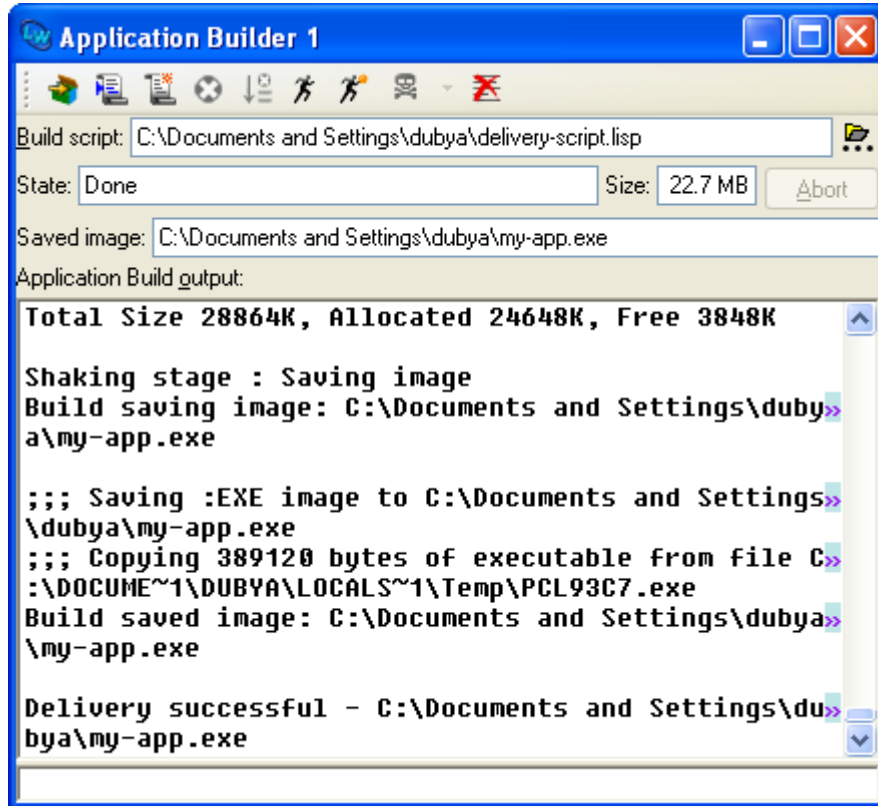 Application Builder 1
Build script: C:\Documents and Settings\dubya\delivery-script.lisp
State: Done Size: 22.7 MB Abort
Saved image: C:\Documents and Settings\dubya\my-app.exe
Application Build output:
Total Size 28864K, Allocated 24648K, Free 3848K
Shaking stage : Saving image
Build saving image: C:\Documents and Settings\duby»
a\my-app.exe
;;; Saving :EXE image to C:\Documents and Settings»
\dubya\my-app.exe
;;; Copying 389120 bytes of executable from file C»
:\DOCUME~1\DUBYA\LOCALS~1\Temp\PCL93C7.exe
Build saved image: C:\Documents and Settings\dubya»
\my-app.exe
Delivery successful - C:\Documents and Settings\du»
bya\my-app.exe